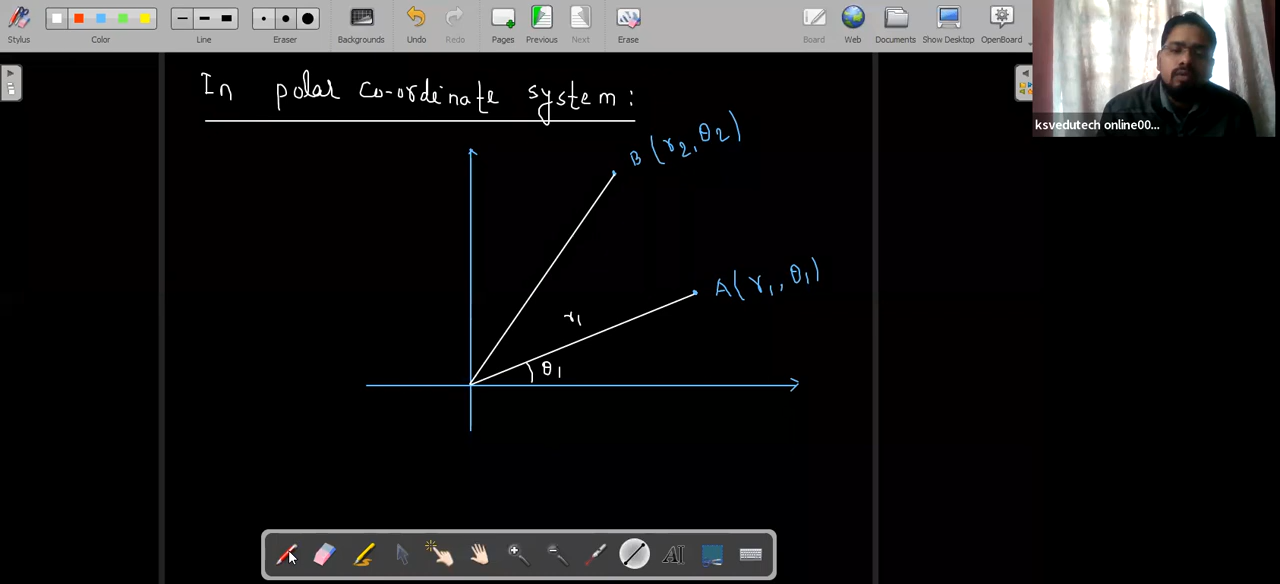 Stylus Color Line Eraser Backgrounds Undo Redo Pages Previous Next Erase Board Web Documents Show Desktop OpenBoard
ksvedutech online00...
In polar co-ordinate system:
B (r2, θ2)
A(r1, θ1)
r1
θ1
AI